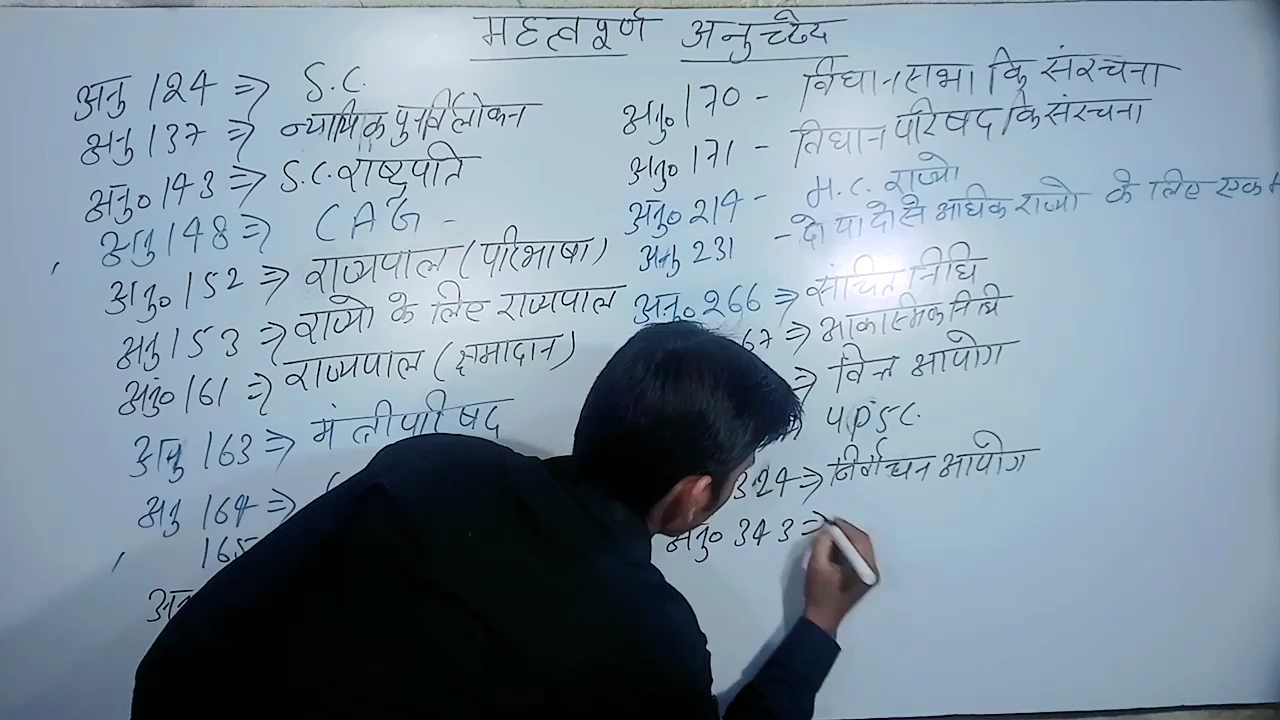 महत्वपूर्ण अनुच्छेद
अनु 124 ⇒ S.C.
अनु 137 ⇒ न्यायिक पुनर्विलोकन
अनु० 143 ⇒ S.C. राष्ट्रपति
अनु 148 ⇒ CAG -
अनु० 152 ⇒ राज्यपाल (परिभाषा)
अनु 153 ⇒ राज्यो के लिए राज्यपाल
अनु० 161 ⇒ राज्यपाल (क्षमादान)
अनु 163 ⇒ मंत्रीपरिषद
अनु 164 ⇒
165
अनु
अनु० 170 - विधानसभा कि संरचना
अनु० 171 - विधान परिषद कि संरचना
अनु० 214 - H.C. राज्यो
अनु 231 - दो या दो से अधिक राज्यो के लिए एक
अनु० 266 ⇒ संचित निधि
67 ⇒ आकास्मिक निधि
⇒ वित्त आयोग
UPSC.
324 ⇒ निर्वाचन आयोग
अनु० 343 ⇒